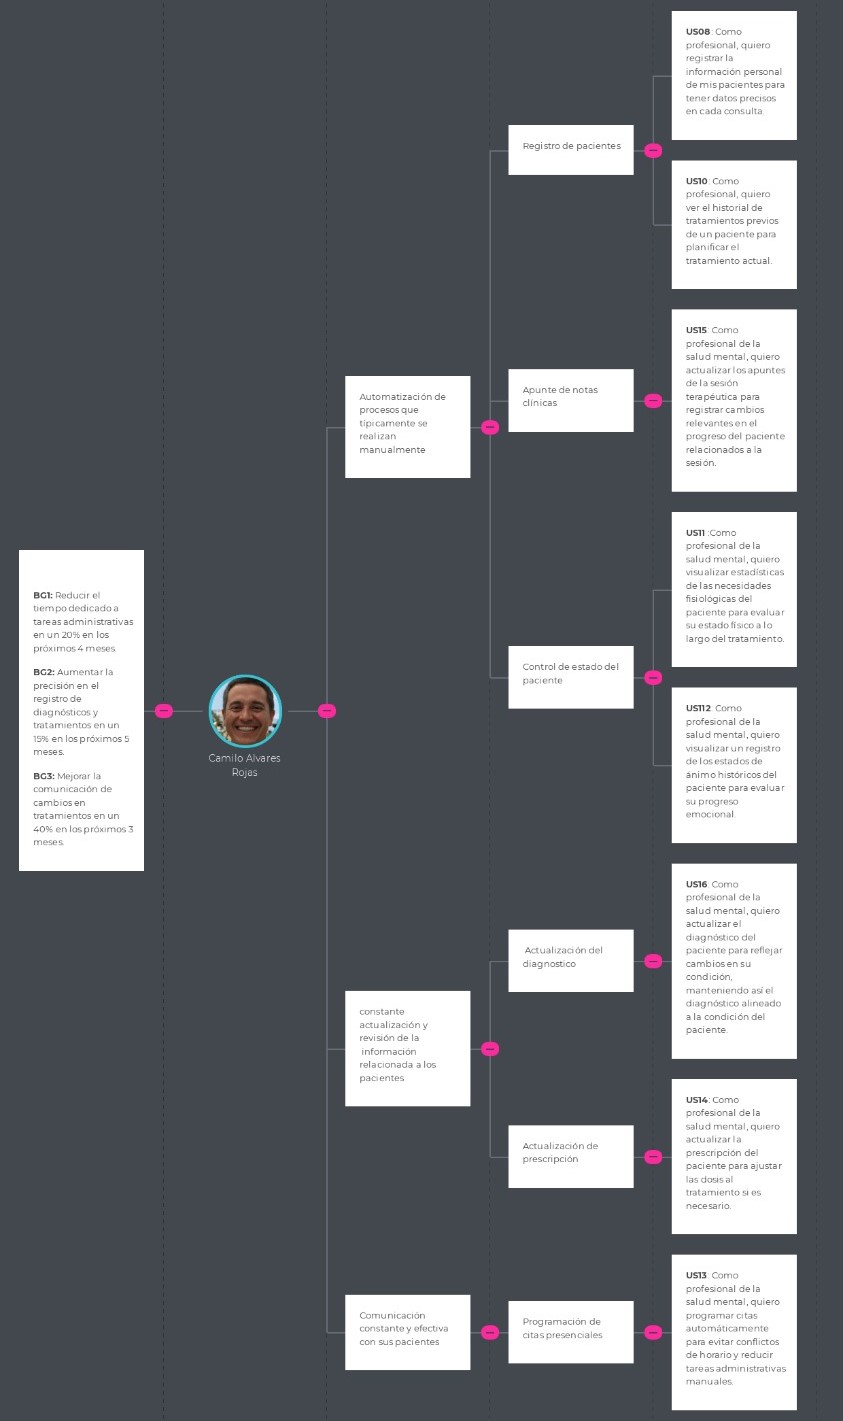 BG1: Reducir el
tiempo dedicado a
tareas administrativas
en un 20% en los
próximos 4 meses.
BG2: Aumentar la
precisión en el
registro de
diagnósticos y
tratamientos en un
15% en los próximos 5
meses.
BG3: Mejorar la
comunicación de
cambios en
tratamientos en un
40% en los próximos 3
meses.
Camilo Alvares
Rojas
Automatización de
procesos que
típicamente se
realizan
manualmente
Registro de pacientes
US08: Como
profesional, quiero
registrar la
información personal
de mis pacientes para
tener datos precisos
en cada consulta.
US10: Como
profesional, quiero
ver el historial de
tratamientos previos
de un paciente para
planificar el
tratamiento actual.
Apunte de notas
clínicas
US15: Como
profesional de la
salud mental, quiero
actualizar los apuntes
de la sesión
terapéutica para
registrar cambios
relevantes en el
progreso del paciente
relacionados a la
sesión.
Control de estado del
paciente
US11 :Como
profesional de la
salud mental, quiero
visualizar estadísticas
de las necesidades
fisiológicas del
paciente para evaluar
su estado físico a lo
largo del tratamiento.
US112: Como
profesional de la
salud mental, quiero
visualizar un registro
de los estados de
ánimo históricos del
paciente para evaluar
su progreso
emocional.
constante
actualización y
revisión de la
información
relacionada a los
pacientes
Actualización del
diagnostico
US16: Como
profesional de la
salud mental, quiero
actualizar el
diagnóstico del
paciente para reflejar
cambios en su
condición,
manteniendo así el
diagnóstico alineado
a la condición del
paciente.
Actualización de
prescripción
US14: Como
profesional de la
salud mental, quiero
actualizar la
prescripción del
paciente para ajustar
las dosis al
tratamiento si es
necesario.
Comunicación
constante y efectiva
con sus pacientes
Programación de
citas presenciales
US13: Como
profesional de la
salud mental, quiero
programar citas
automáticamente
para evitar conflictos
de horario y reducir
tareas administrativas
manuales.